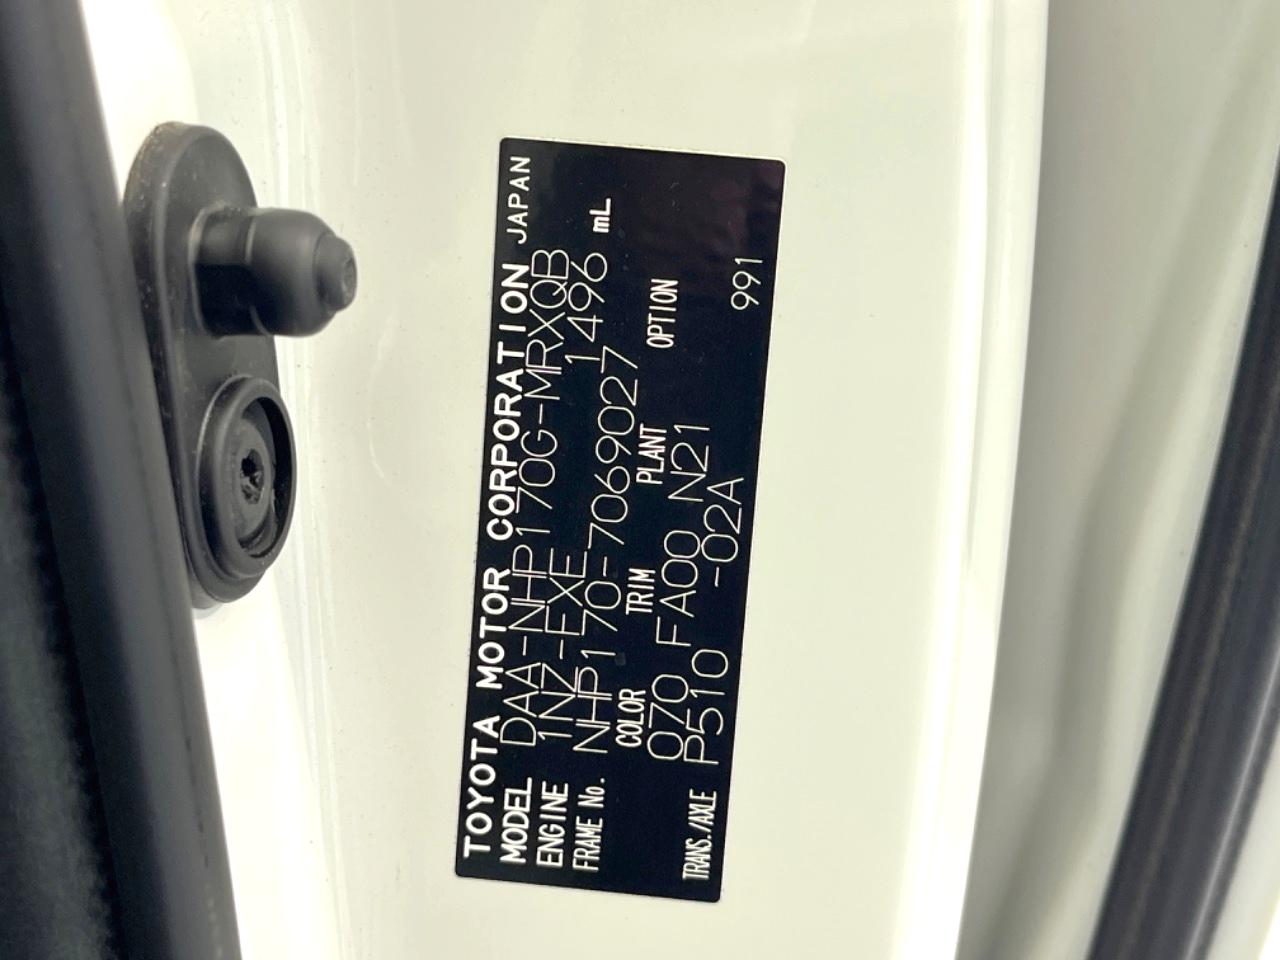 TOYOTA MOTOR CORPORATION JAPAN
MODEL DAA-NHP170G-MRXQB
ENGINE 1NZ-FXE 1496 mL
FRAME No. NHP170-7069027
COLOR TRIM PLANT OPTION
070 FA00 N21
TRANS./AXLE P510 -02A 991